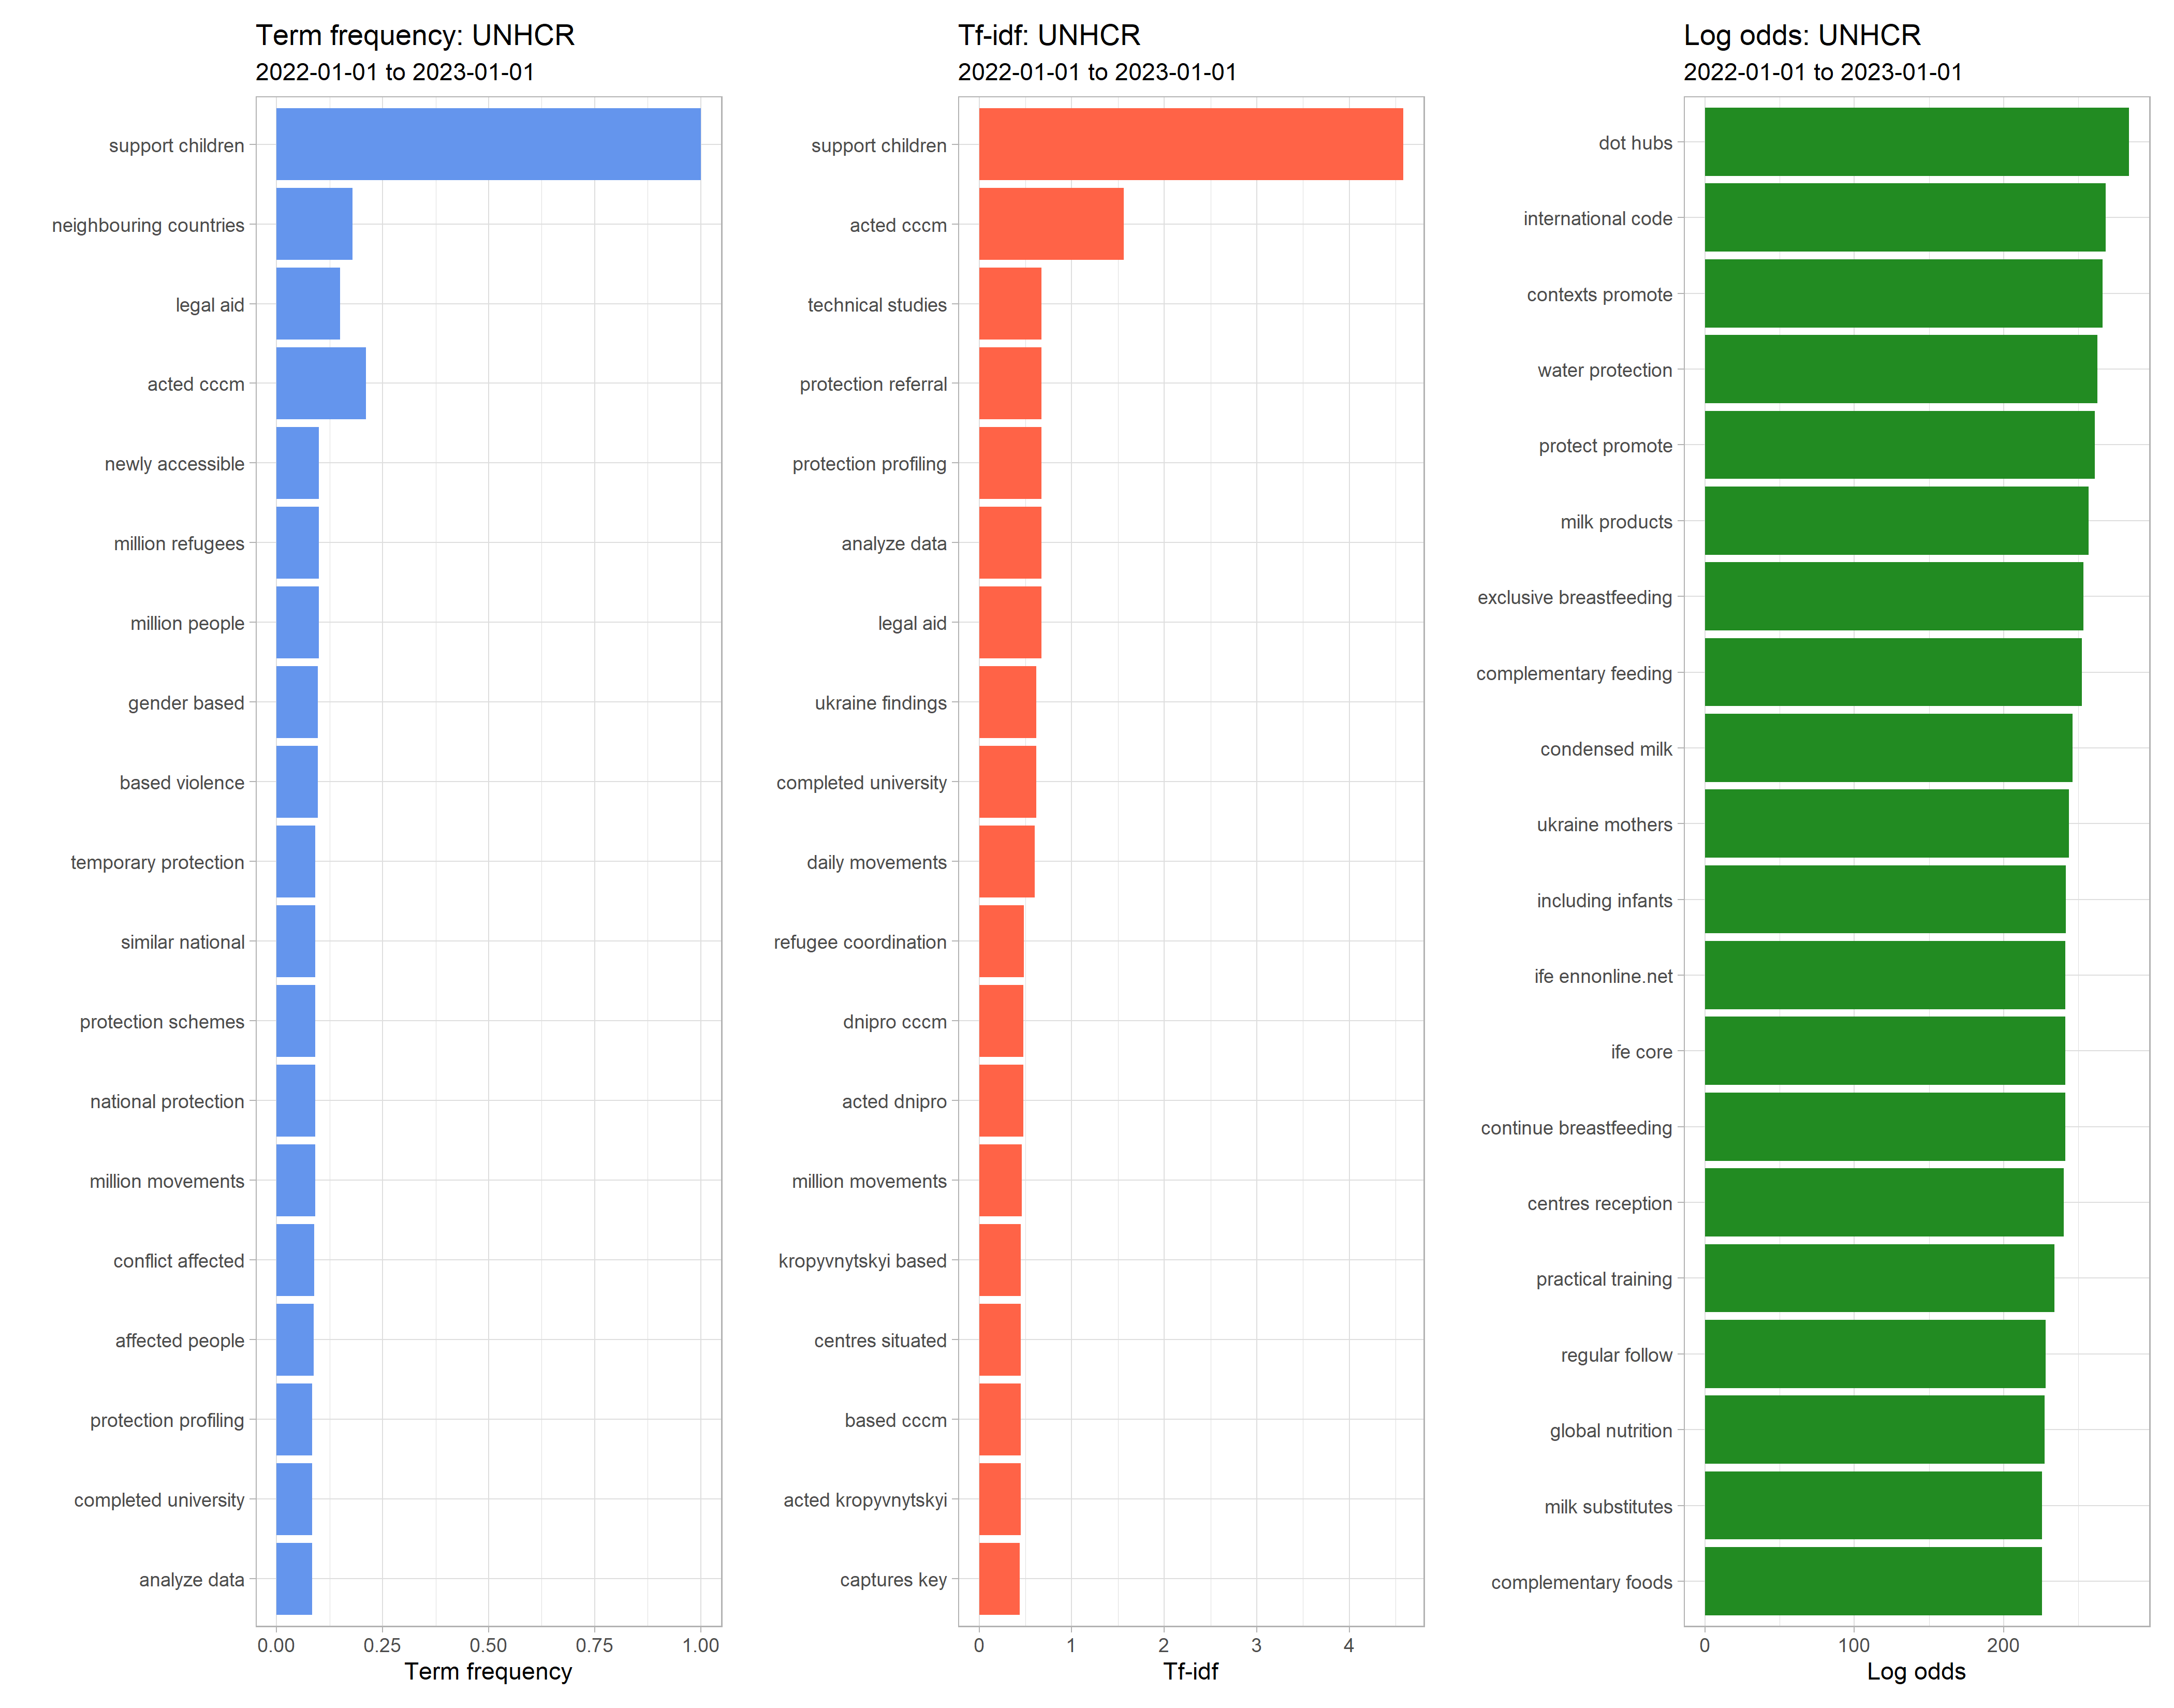 Term frequency: UNHCR
2022-01-01 to 2023-01-01
support children
neighbouring countries
legal aid
acted cccm
newly accessible
million refugees
million people
gender based
based violence
temporary protection
similar national
protection schemes
national protection
million movements
conflict affected
affected people
protection profiling
completed university
analyze data
0.00 0.25 0.50 0.75 1.00
Term frequency
Tf-idf: UNHCR
2022-01-01 to 2023-01-01
support children
acted cccm
technical studies
protection referral
protection profiling
analyze data
legal aid
ukraine findings
completed university
daily movements
refugee coordination
dnipro cccm
acted dnipro
million movements
kropyvnytskyi based
centres situated
based cccm
acted kropyvnytskyi
captures key
0 1 2 3 4
Tf-idf
Log odds: UNHCR
2022-01-01 to 2023-01-01
dot hubs
international code
contexts promote
water protection
protect promote
milk products
exclusive breastfeeding
complementary feeding
condensed milk
ukraine mothers
including infants
ife ennonline.net
ife core
continue breastfeeding
centres reception
practical training
regular follow
global nutrition
milk substitutes
complementary foods
0 100 200
Log odds